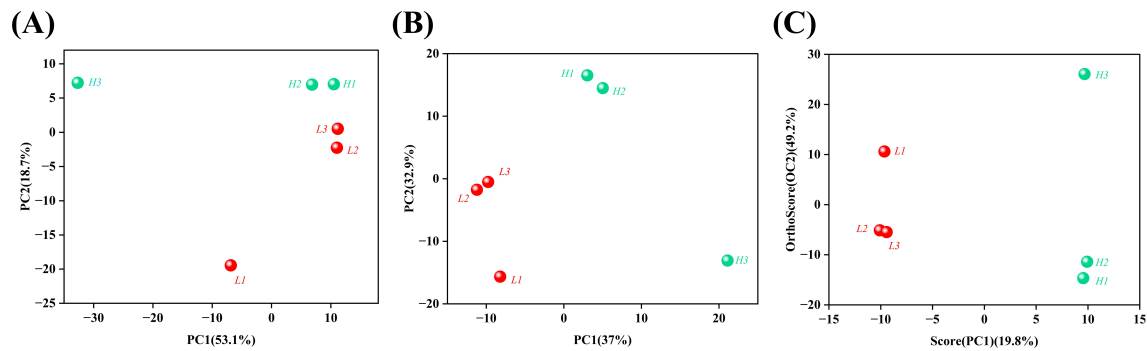 (A)
10
5
0
−5
−10
−15
−20
−25
−30
−20
−10
0
10
PC2(18.7%)
PC1(53.1%)
H3
H2
H1
L3
L2
L1
(B)
20
10
0
−10
−20
−10
0
10
20
PC2(32.9%)
PC1(37%)
H1
H2
L3
L2
L1
H3
(C)
30
20
10
0
−10
−20
−15
−10
−5
0
5
10
15
OrthoScore(OC2)(49.2%)
Score(PC1)(19.8%)
H3
L1
L2
L3
H2
H1